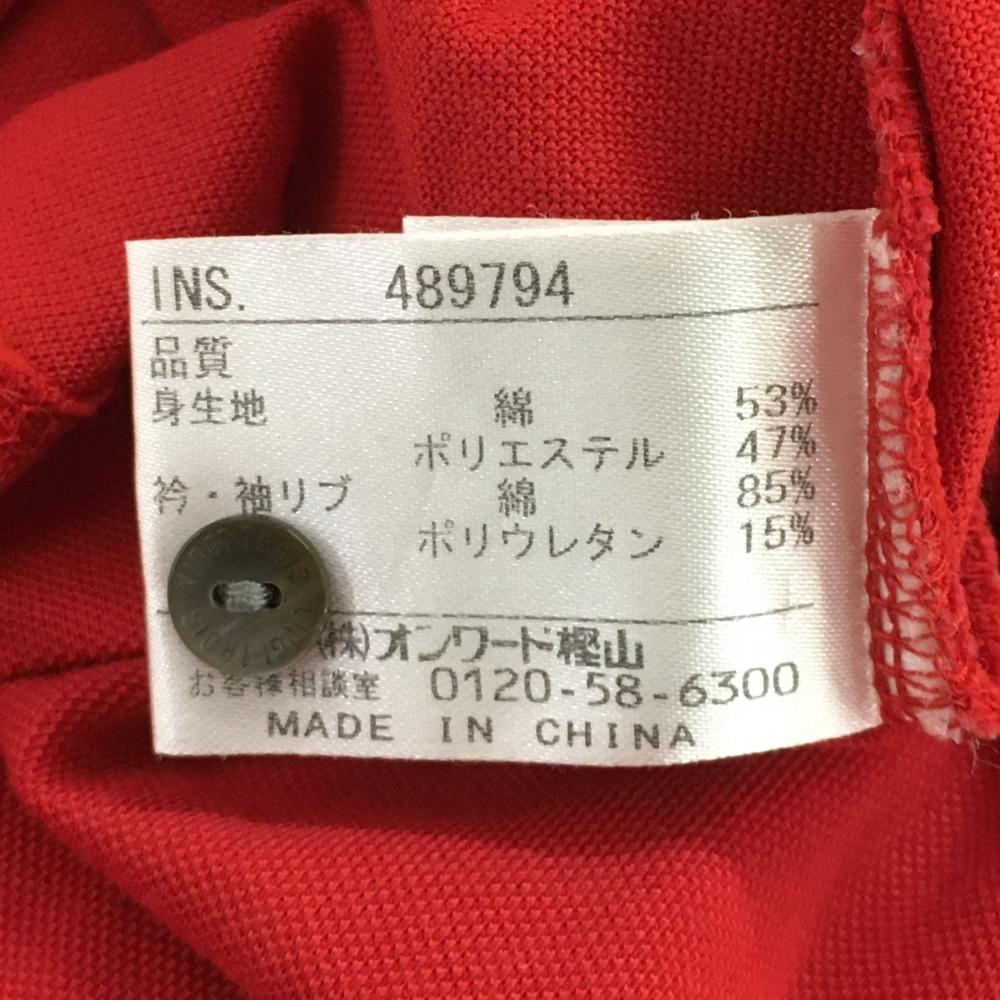 INS. 489794
品質
身生地 綿 53%
ポリエステル 47%
衿・袖リブ 綿 85%
ポリウレタン 15%
(株)オンワード樫山
お客様相談室 0120-58-6300
MADE IN CHINA